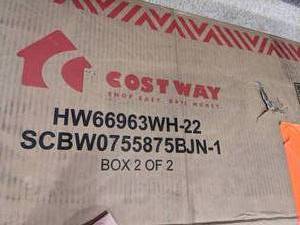 COSTWAY
SHOP EASY. SAVE MONEY.
HW66963WH-22
SCBW0755875BJN-1
BOX 2 OF 2